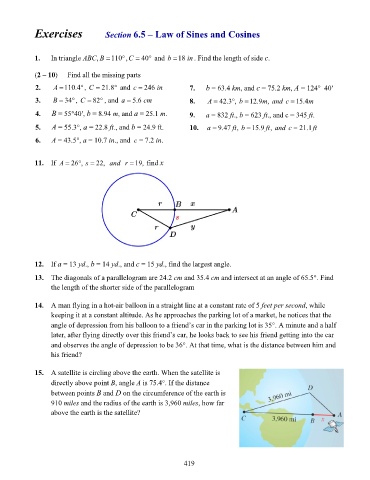 Exercises Section 6.5 – Law of Sines and Cosines
1. In triangle ABC, B = 110°, C = 40° and b = 18 in. Find the length of side c.
(2 – 10) Find all the missing parts
2. A = 110.4°, C = 21.8° and c = 246 in
3. B = 34°, C = 82°, and a = 5.6 cm
4. B = 55°40', b = 8.94 m, and a = 25.1 m.
5. A = 55.3°, a = 22.8 ft., and b = 24.9 ft.
6. A = 43.5°, a = 10.7 in., and c = 7.2 in.
7. b = 63.4 km, and c = 75.2 km, A = 124° 40'
8. A = 42.3°, b = 12.9m, and c = 15.4m
9. a = 832 ft., b = 623 ft., and c = 345 ft.
10. a = 9.47 ft, b = 15.9 ft, and c = 21.1 ft
11. If A = 26°, s = 22, and r = 19, find x
r B x
C s A
r y
D
12. If a = 13 yd., b = 14 yd., and c = 15 yd., find the largest angle.
13. The diagonals of a parallelogram are 24.2 cm and 35.4 cm and intersect at an angle of 65.5°. Find
the length of the shorter side of the parallelogram
14. A man flying in a hot-air balloon in a straight line at a constant rate of 5 feet per second, while
keeping it at a constant altitude. As he approaches the parking lot of a market, he notices that the
angle of depression from his balloon to a friend's car in the parking lot is 35°. A minute and a half
later, after flying directly over this friend's car, he looks back to see his friend getting into the car
and observes the angle of depression to be 36°. At that time, what is the distance between him and
his friend?
15. A satellite is circling above the earth. When the satellite is
directly above point B, angle A is 75.4°. If the distance
between points B and D on the circumference of the earth is
910 miles and the radius of the earth is 3,960 miles, how far
above the earth is the satellite?
D
3,960 mi
C 3,960 mi B x A
419